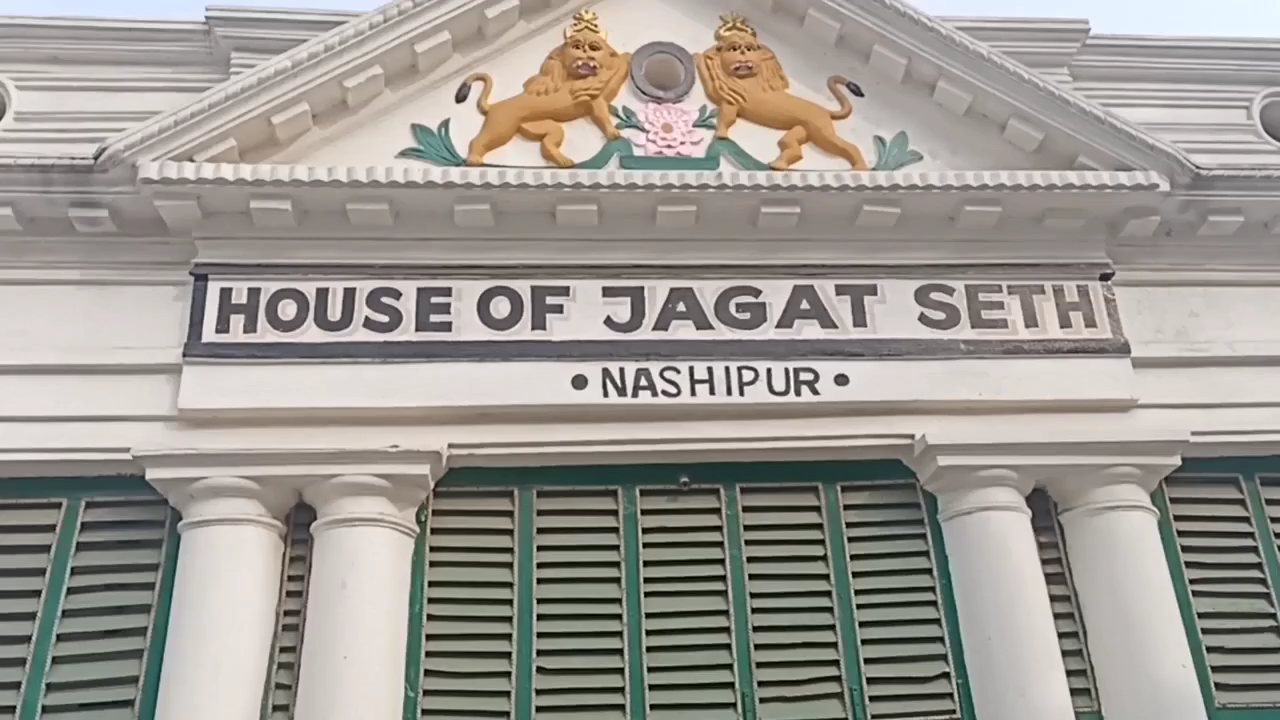 HOUSE OF JAGAT SETH
• NASHIPUR •